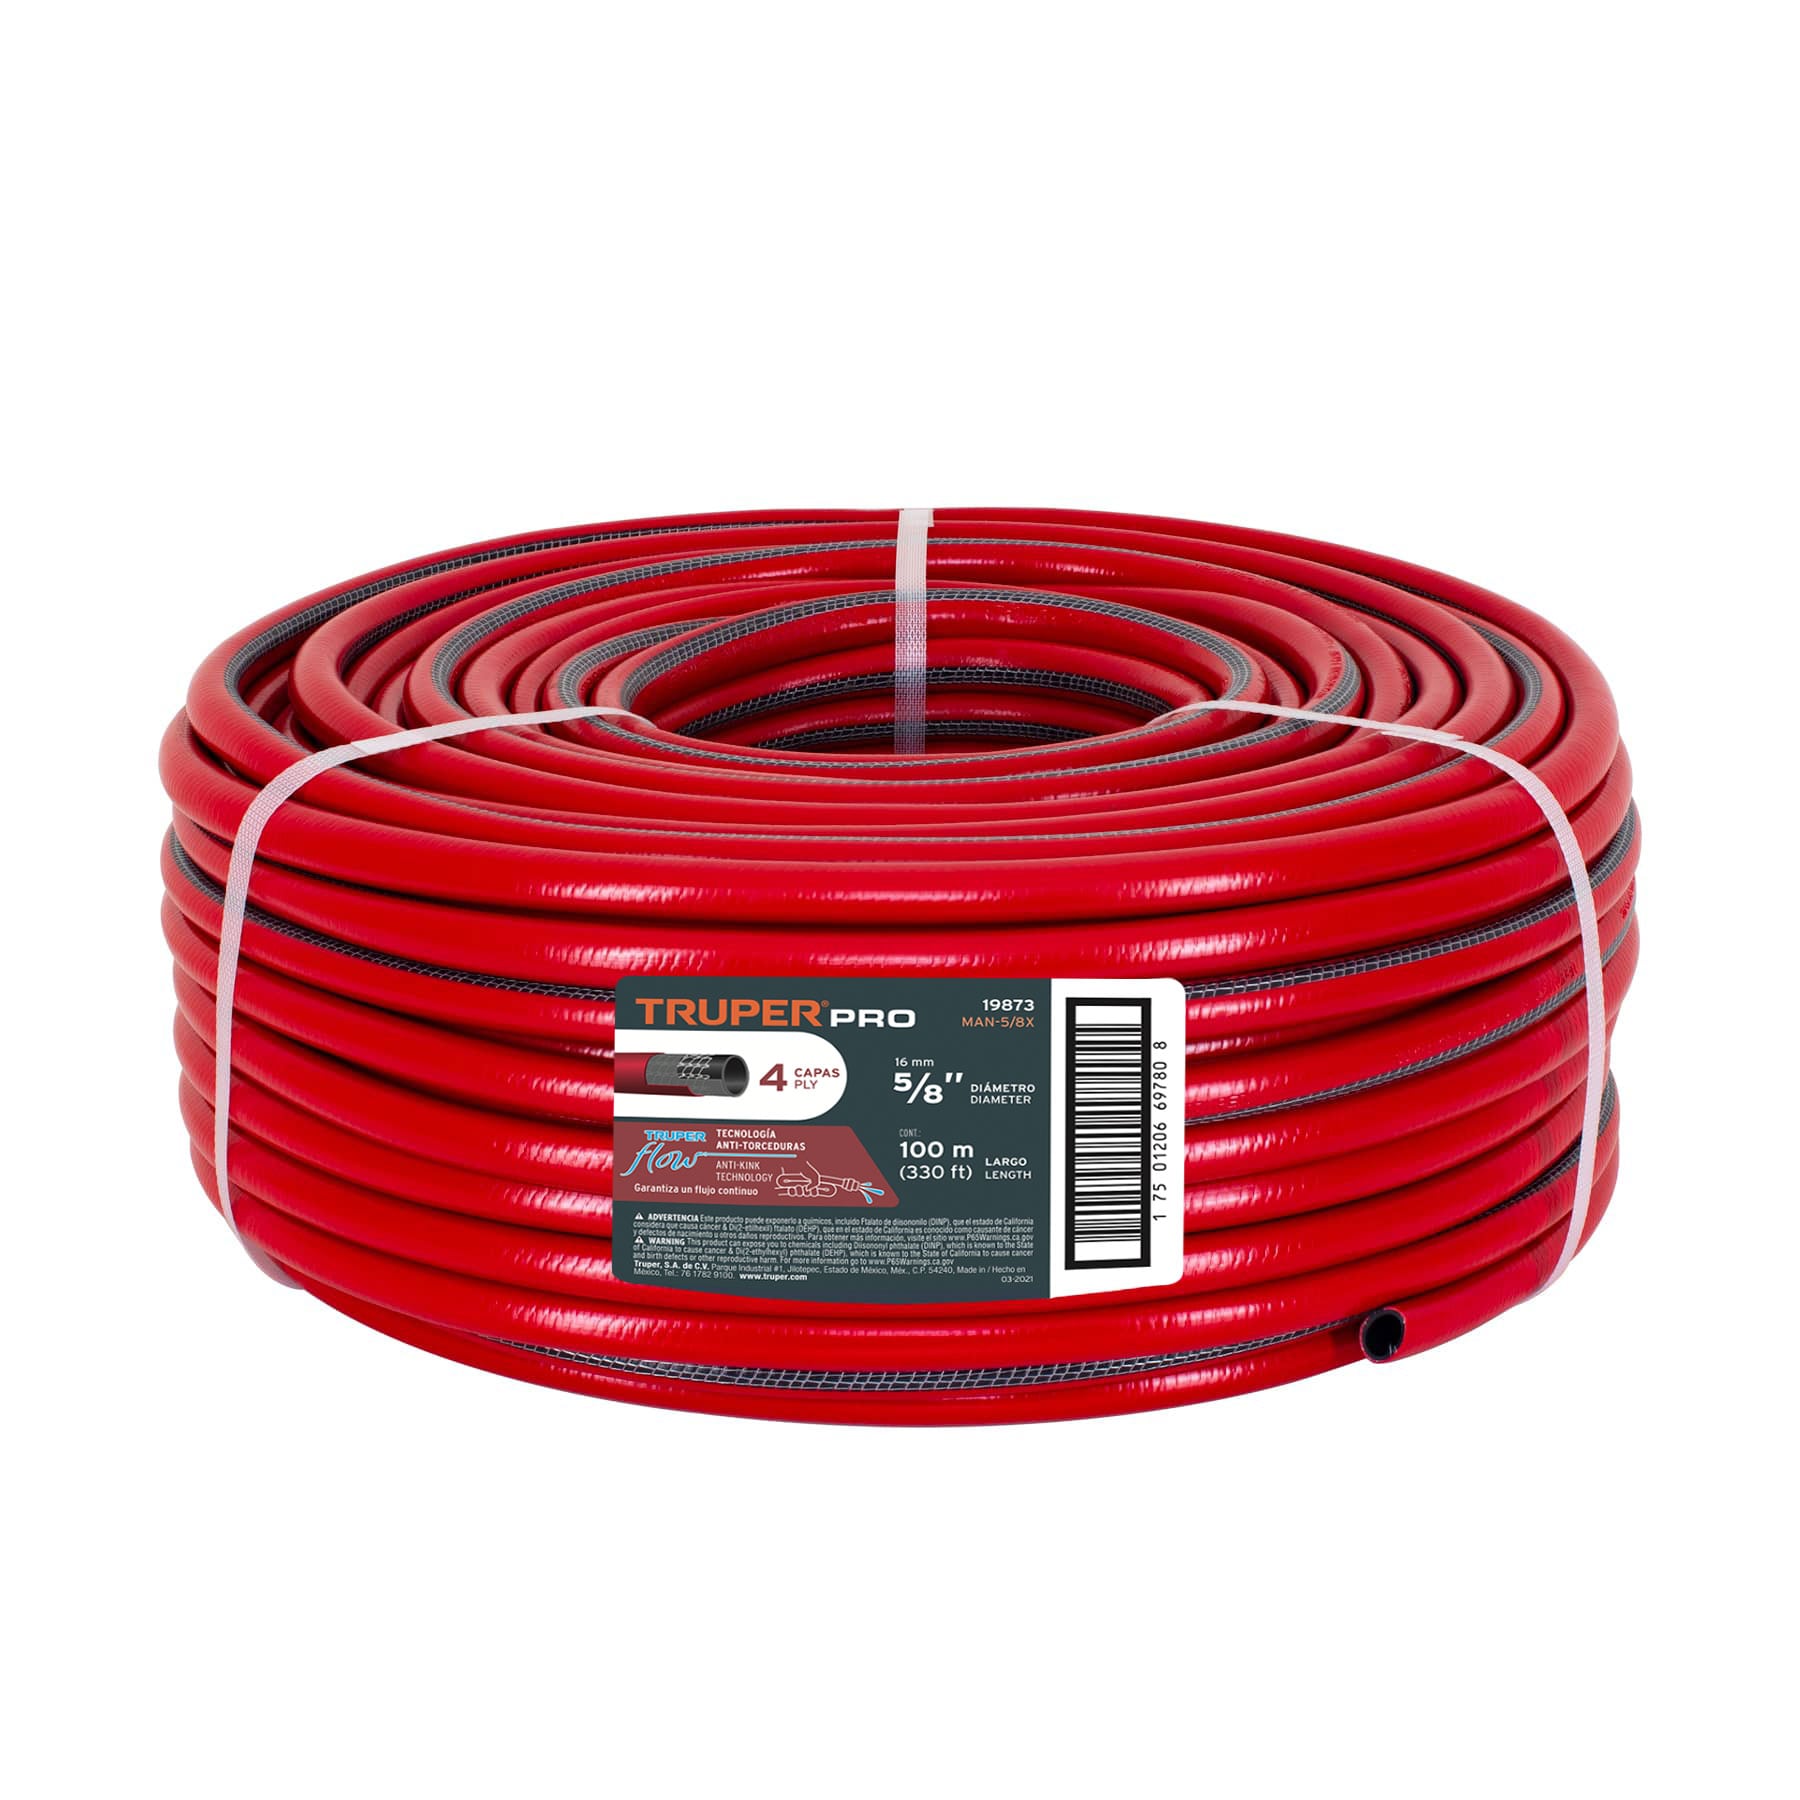 TRUPER® PRO
19873
MAN-5/8X
4 CAPAS
PLY
16 mm
5/8" DIÁMETRO
DIAMETER
TRUPER
flow
TECNOLOGÍA
ANTI-TORCEDURAS
ANTI-KINK
TECHNOLOGY
Garantiza un flujo continuo
CONT.:
100 m
(330 ft)
LARGO
LENGTH
ADVERTENCIA Este producto puede exponerlo a químicos, incluido Ftalato de diisononilo (DINP), que el estado de California
considera que causa cáncer & Di(2-etilhexil) ftalato (DEHP), que en el estado de California es conocido como causante de cáncer
y defectos de nacimiento u otros daños reproductivos. Para obtener más información, visite el sitio www.P65Warnings.ca.gov
WARNING This product can expose you to chemicals including Diisononyl phthalate (DINP), which is known to the State
of California to cause cancer & Di(2-ethylhexyl) phthalate (DEHP), which is known to the State of California to cause cancer
and birth defects or other reproductive harm. For more information go to www.P65Warnings.ca.gov
Truper, S.A. de C.V. Parque Industrial #1, Jilotepec, Estado de México, Méx., C.P. 54240, Made in / Hecho en
México, Tel.: 76 1782 9100. www.truper.com
03-2021
1 75 01206 69780 8